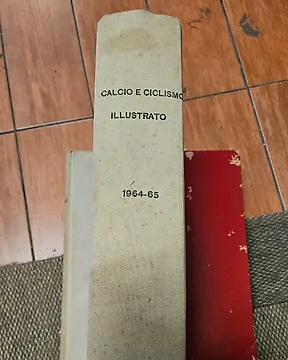 CALCIO E CICLISMO
ILLUSTRATO
1964-65